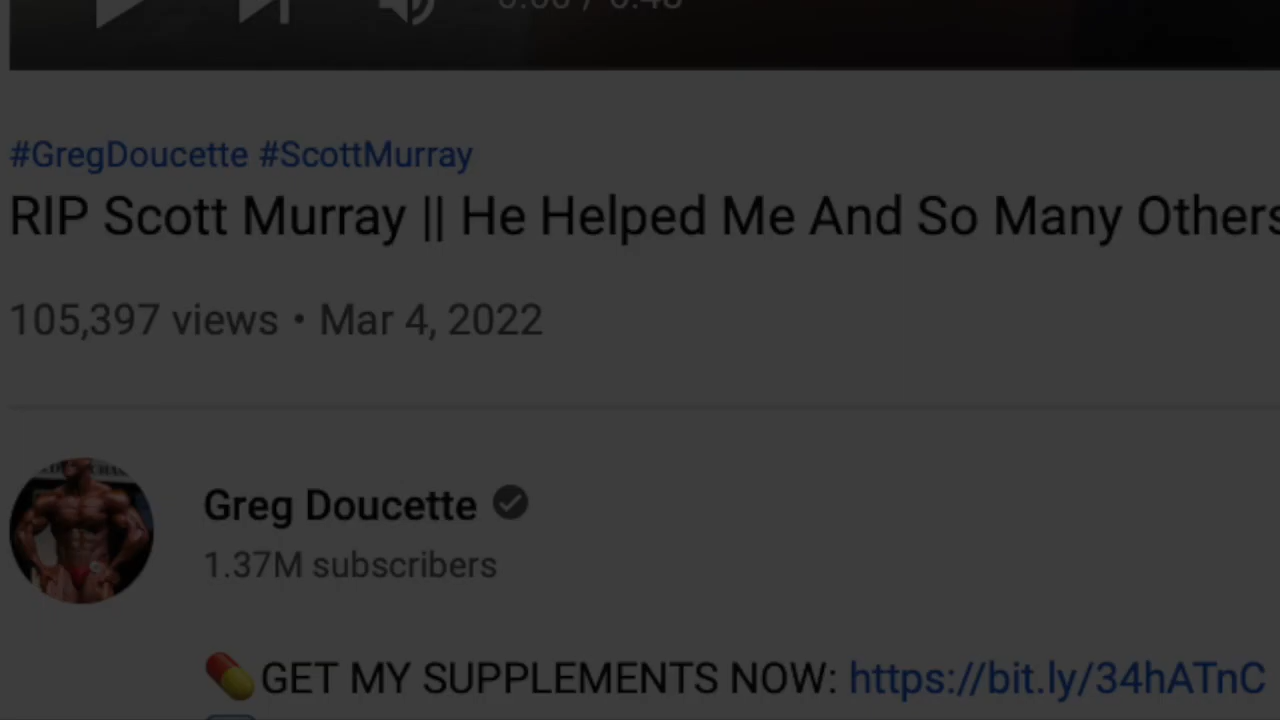 #GregDoucette #ScottMurray
RIP Scott Murray || He Helped Me And So Many Others
105,397 views • Mar 4, 2022
Greg Doucette
1.37M subscribers
GET MY SUPPLEMENTS NOW: https://bit.ly/34hATnC